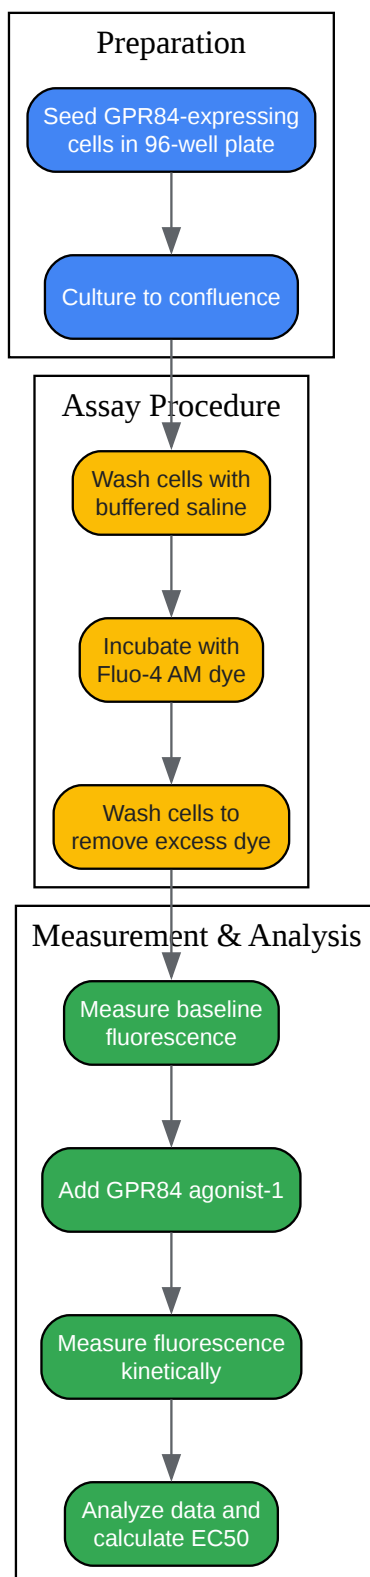 Preparation
Seed GPR84-expressing
cells in 96-well plate
Culture to confluence
Assay Procedure
Wash cells with
buffered saline
Incubate with
Fluo-4 AM dye
Wash cells to
remove excess dye
Measurement & Analysis
Measure baseline
fluorescence
Add GPR84 agonist-1
Measure fluorescence
kinetically
Analyze data and
calculate EC50